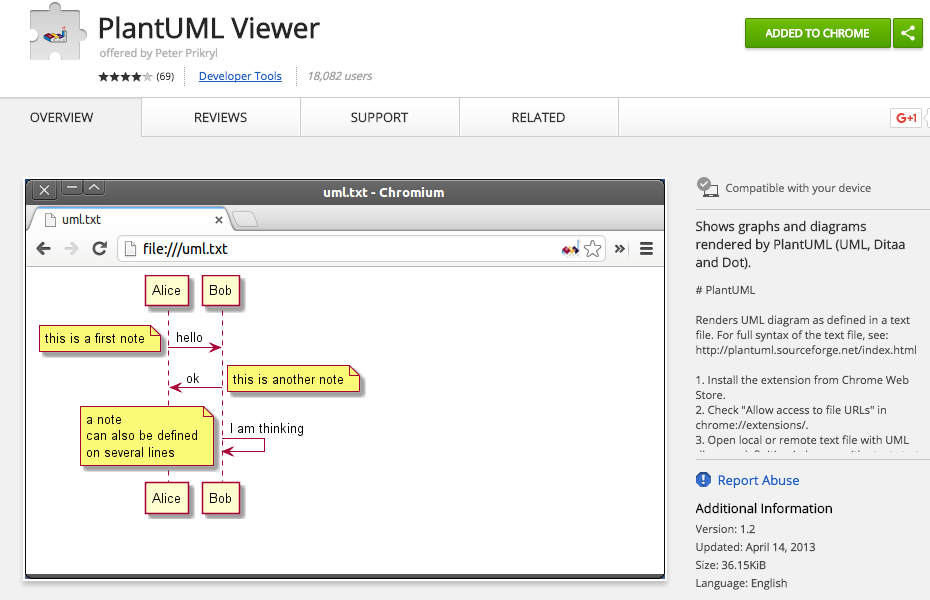 PlantUML Viewer
offered by Peter Prikryl
(69) Developer Tools 18,082 users
ADDED TO CHROME
OVERVIEW REVIEWS SUPPORT RELATED
G+1
uml.txt - Chromium
uml.txt
file:///uml.txt
Alice Bob
this is a first note
hello
ok
this is another note
a note
can also be defined
on several lines
I am thinking
Alice Bob
Compatible with your device
Shows graphs and diagrams
rendered by PlantUML (UML, Ditaa
and Dot).
# PlantUML
Renders UML diagram as defined in a text
file. For full syntax of the text file, see:
http://plantuml.sourceforge.net/index.html
1. Install the extension from Chrome Web
Store.
2. Check "Allow access to file URLs" in
chrome://extensions/.
3. Open local or remote text file with UML
Report Abuse
Additional Information
Version: 1.2
Updated: April 14, 2013
Size: 36.15KiB
Language: English